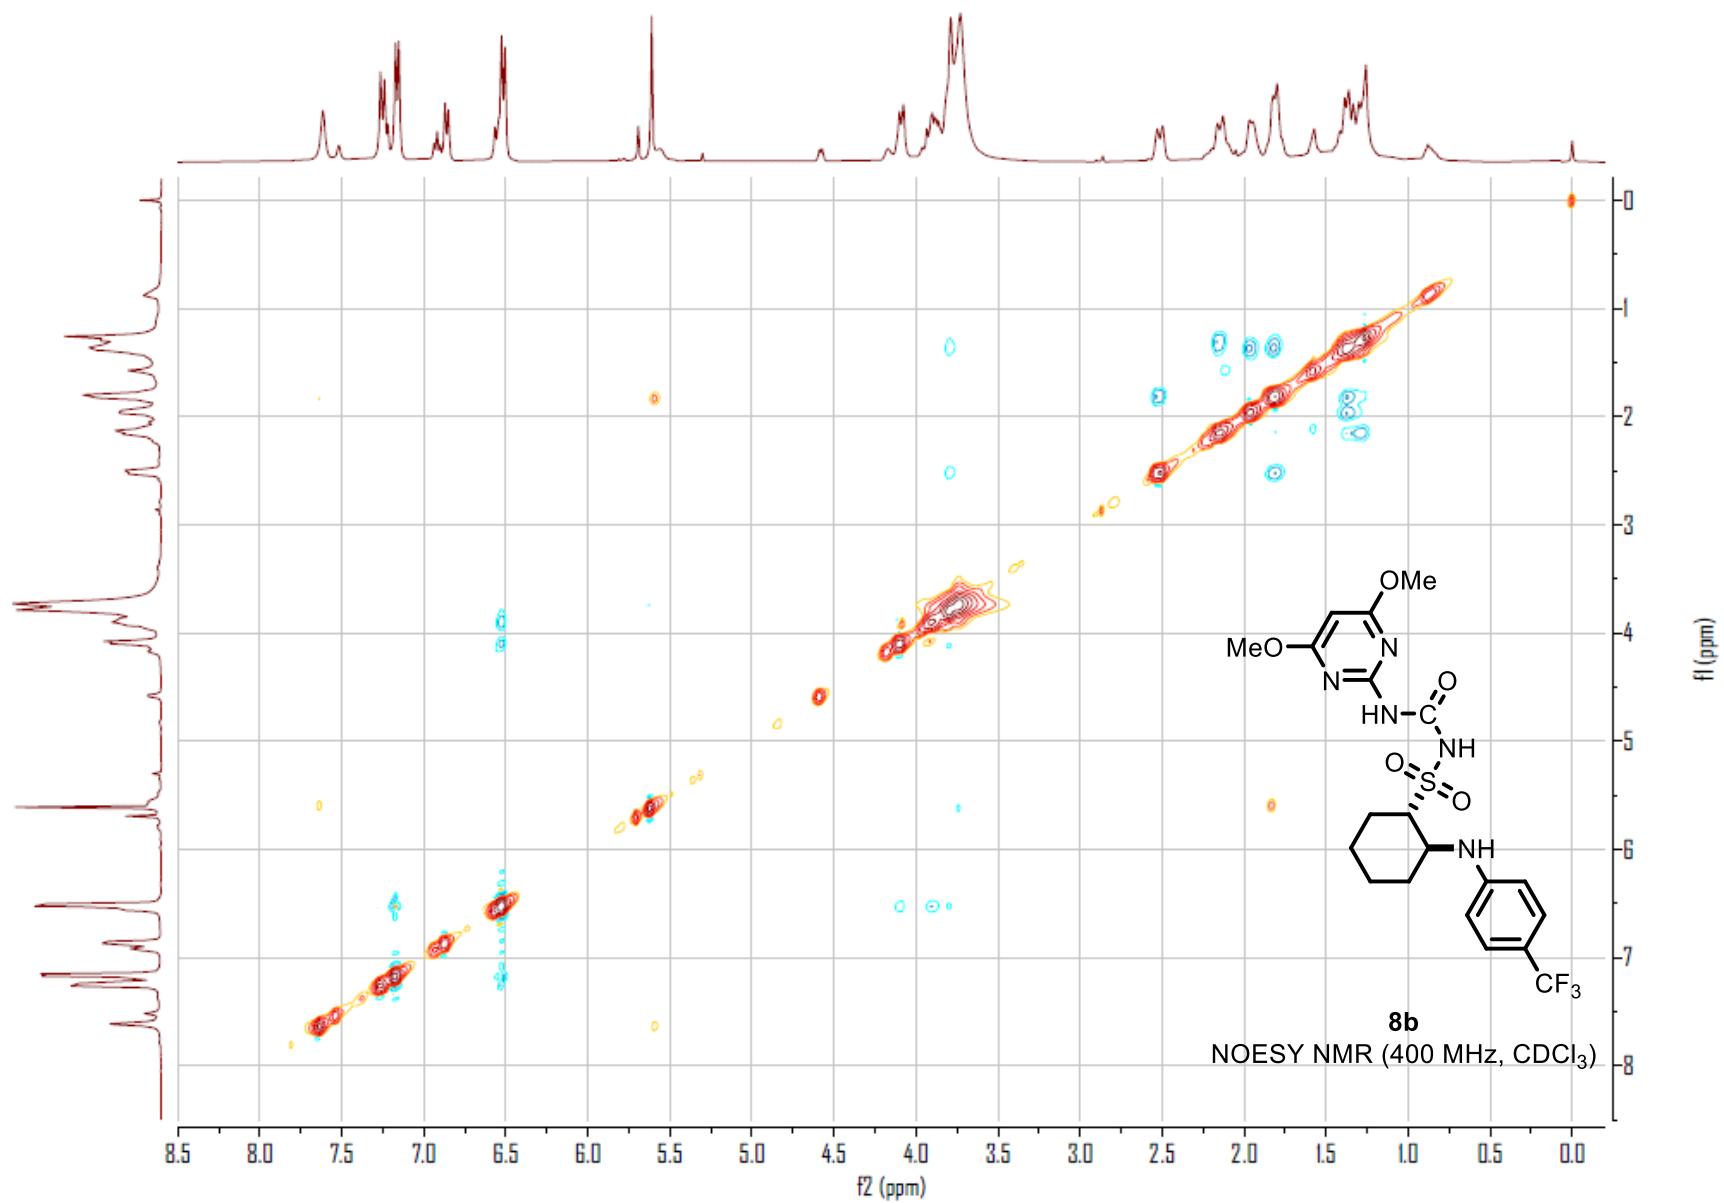 0
1
2
3
4
5
6
7
8
f1 (ppm)
OMe
MeO
N
N
O
HN
C
NH
O
S
O
NH
CF3
8b
NOESY NMR (400 MHz, CDCl3)
8.5 8.0 7.5 7.0 6.5 6.0 5.5 5.0 4.5 4.0 3.5 3.0 2.5 2.0 1.5 1.0 0.5 0.0
f2 (ppm)